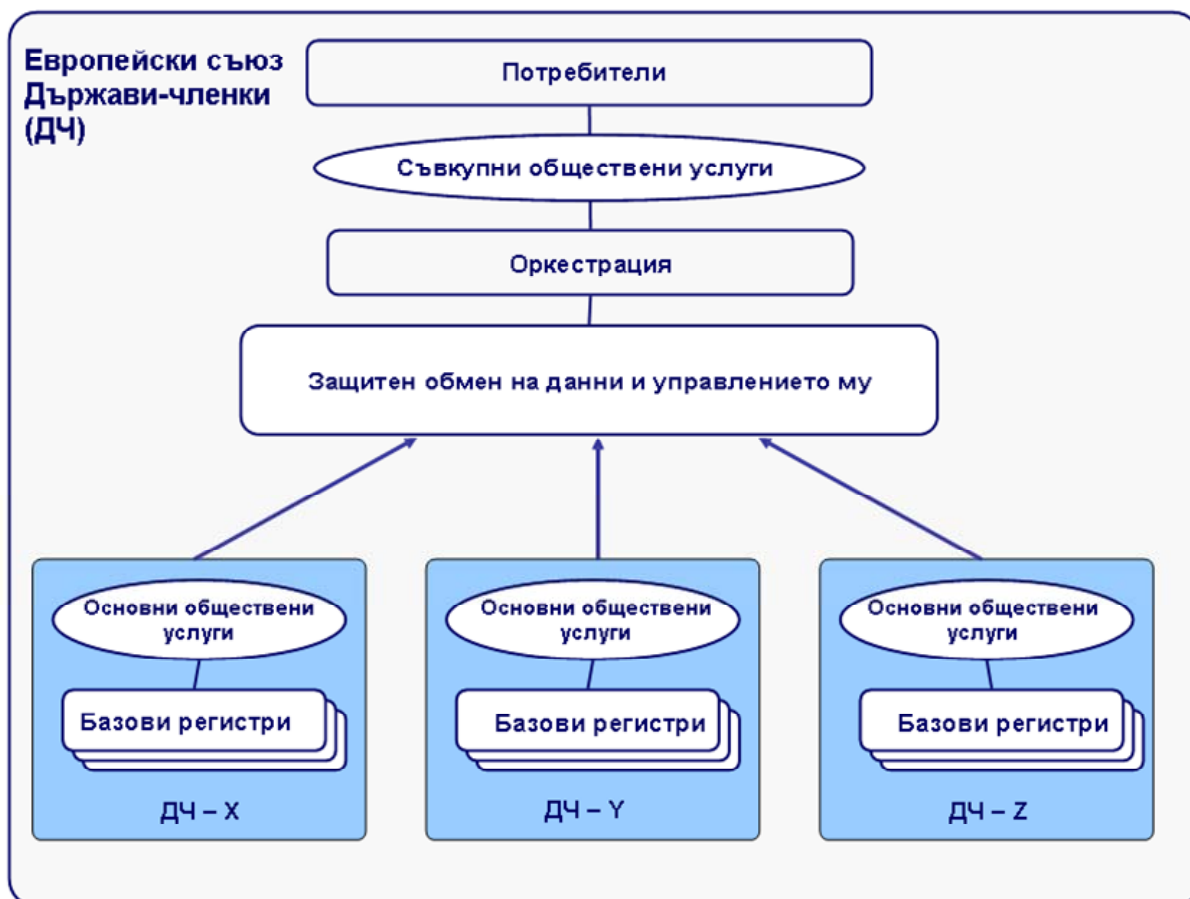 Европейски съюз
Държави-членки
(ДЧ)
Потребители
Съвкупни обществени услуги
Оркестрация
Защитен обмен на данни и управлението му
Основни обществени
услуги
Базови регистри
ДЧ – X
Основни обществени
услуги
Базови регистри
ДЧ – Y
Основни обществени
услуги
Базови регистри
ДЧ – Z